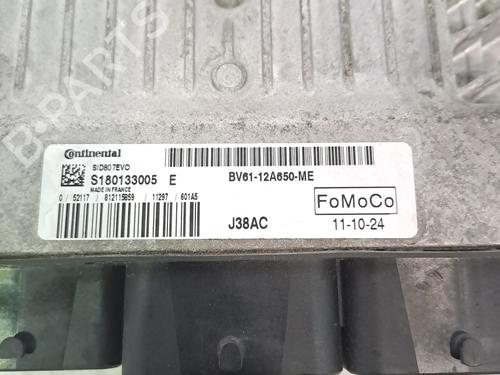 Continental
SID807EVO
S180133005 E
MADE IN FRANCE
0 / 52117 / 812115859 / 11297 / 601A5
BV61-12A650-ME
FoMoCo
J38AC
11-10-24
B-PARTS